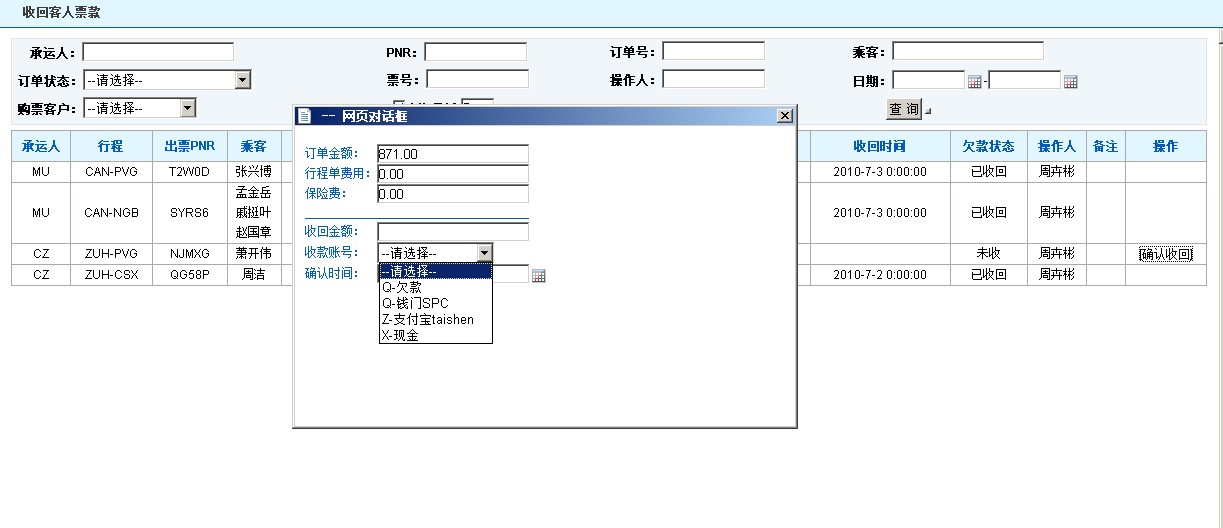 收回客人票款
承运人： PNR： 订单号： 乘客：
订单状态： --请选择-- 票号： 操作人： 日期： -
购票客户： --请选择-- 查 询
-- 网页对话框
订单金额： 871.00
行程单费用： 0.00
保险费： 0.00
收回金额：
收款账号： --请选择--
确认时间：
--请选择--
Q-欠款
Q-钱门SPC
Z-支付宝taishen
X-现金
承运人 行程 出票PNR 乘客 收回时间 欠款状态 操作人 备注 操作
MU CAN-PVG T2W0D 张兴博 2010-7-3 0:00:00 已收回 周卉彬
孟金岳
MU CAN-NGB SYRS6 戚挺叶 2010-7-3 0:00:00 已收回 周卉彬
赵国章
CZ ZUH-PVG NJMXG 萧开伟 未收 周卉彬 确认收回
CZ ZUH-CSX QG58P 周洁 2010-7-2 0:00:00 已收回 周卉彬